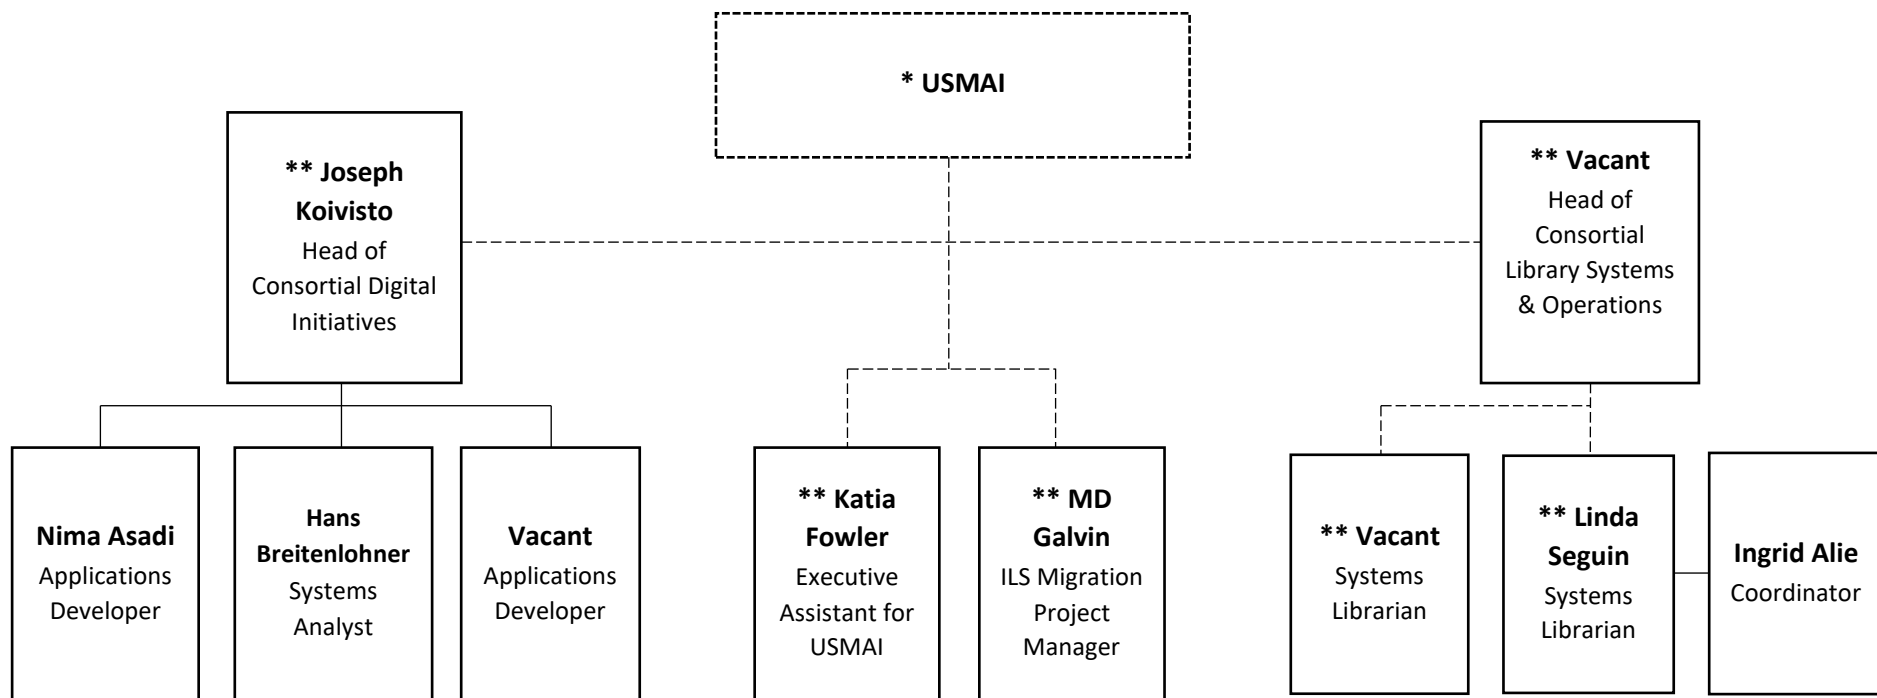 * USMAI
** Joseph
Koivisto
Head of
Consortial Digital
Initiatives
** Vacant
Head of
Consortial
Library Systems
& Operations
Nima Asadi
Applications
Developer
Hans
Breitenlohner
Systems
Analyst
Vacant
Applications
Developer
** Katia
Fowler
Executive
Assistant for
USMAI
** MD
Galvin
ILS Migration
Project
Manager
** Vacant
Systems
Librarian
** Linda
Seguin
Systems
Librarian
Ingrid Alie
Coordinator